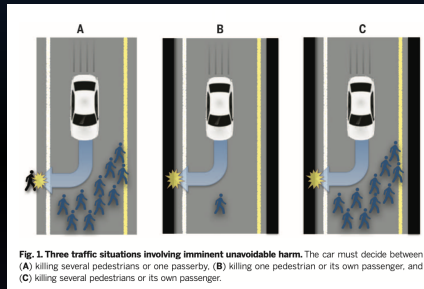 A B C
Fig. 1. Three traffic situations involving imminent unavoidable harm. The car must decide between
(A) killing several pedestrians or one passerby, (B) killing one pedestrian or its own passenger, and
(C) killing several pedestrians or its own passenger.